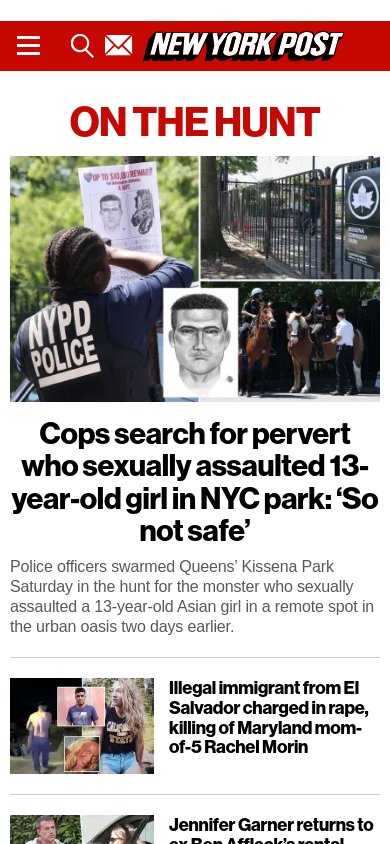 NEW YORK POST
ON THE HUNT
UP TO $10,000 REWARD
NYPD
POLICE
Cops search for pervert
who sexually assaulted 13-
year-old girl in NYC park: ‘So
not safe’
Police officers swarmed Queens’ Kissena Park
Saturday in the hunt for the monster who sexually
assaulted a 13-year-old Asian girl in a remote spot in
the urban oasis two days earlier.
Illegal immigrant from El
Salvador charged in rape,
killing of Maryland mom-
of-5 Rachel Morin
Jennifer Garner returns to
ex Ben Affleck’s rental